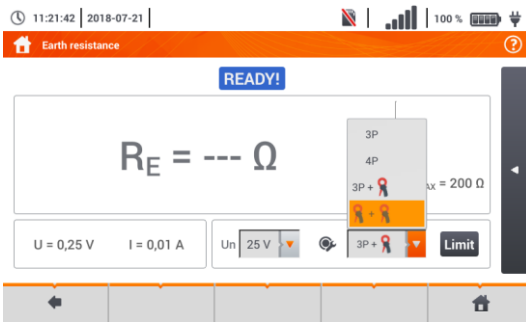 11:21:42 2018-07-21 100 %
Earth resistance ?
READY!
RE = --- Ω
3P
4P
3P +
+
= 200 Ω
U = 0,25 V I = 0,01 A Un 25 V 3P + Limit